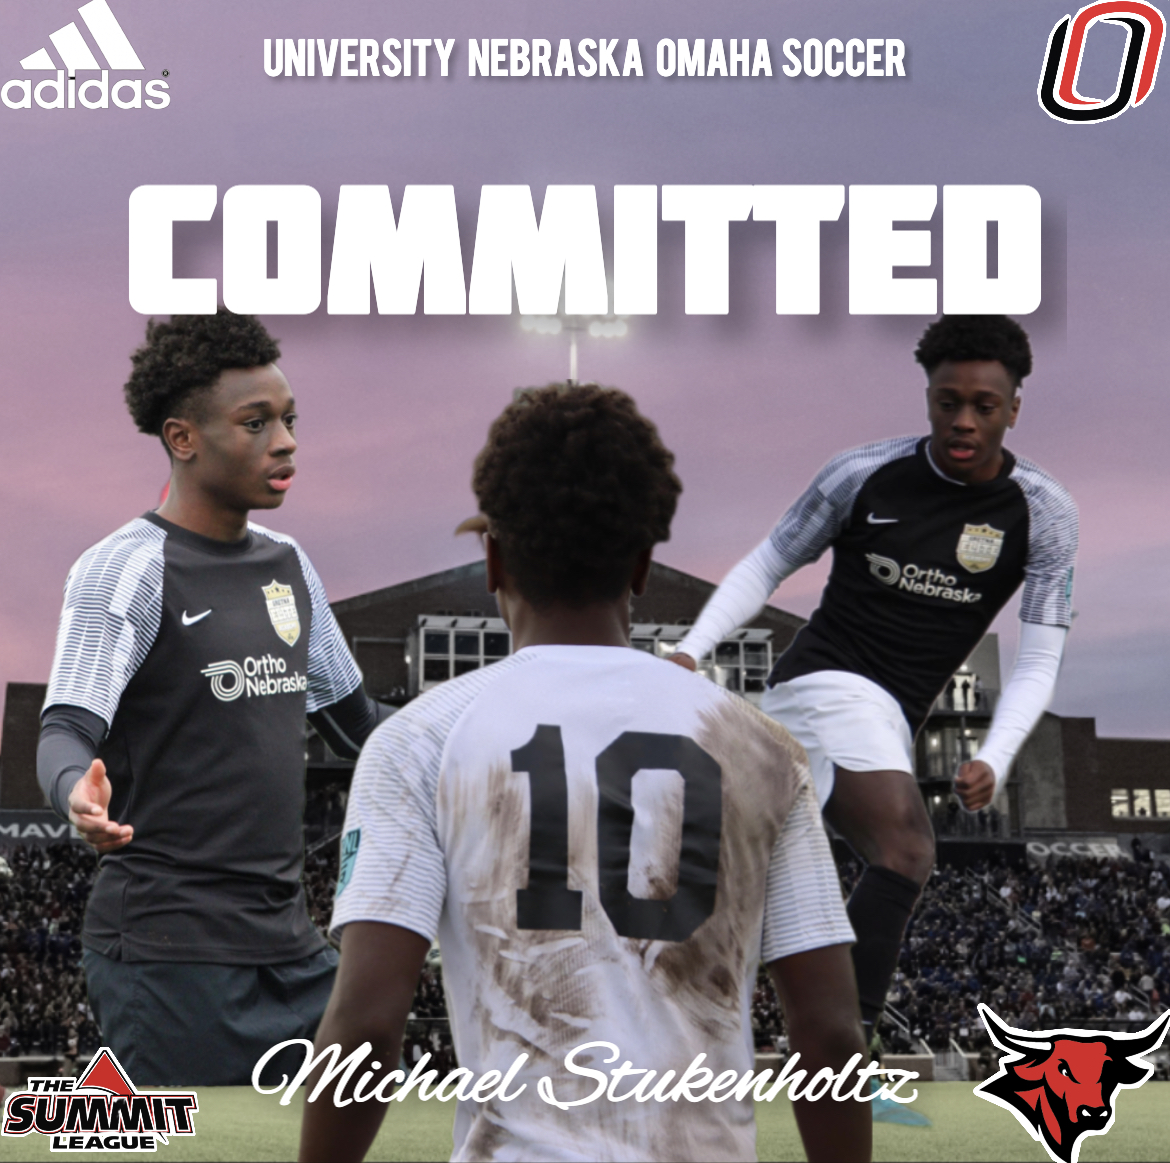 adidas
UNIVERSITY NEBRASKA OMAHA SOCCER
O
COMMITTED
Ortho
Nebraska
Ortho
Nebraska
10
MAV
OCCER
Michael Stukenholtz
THE
SUMMIT
LEAGUE